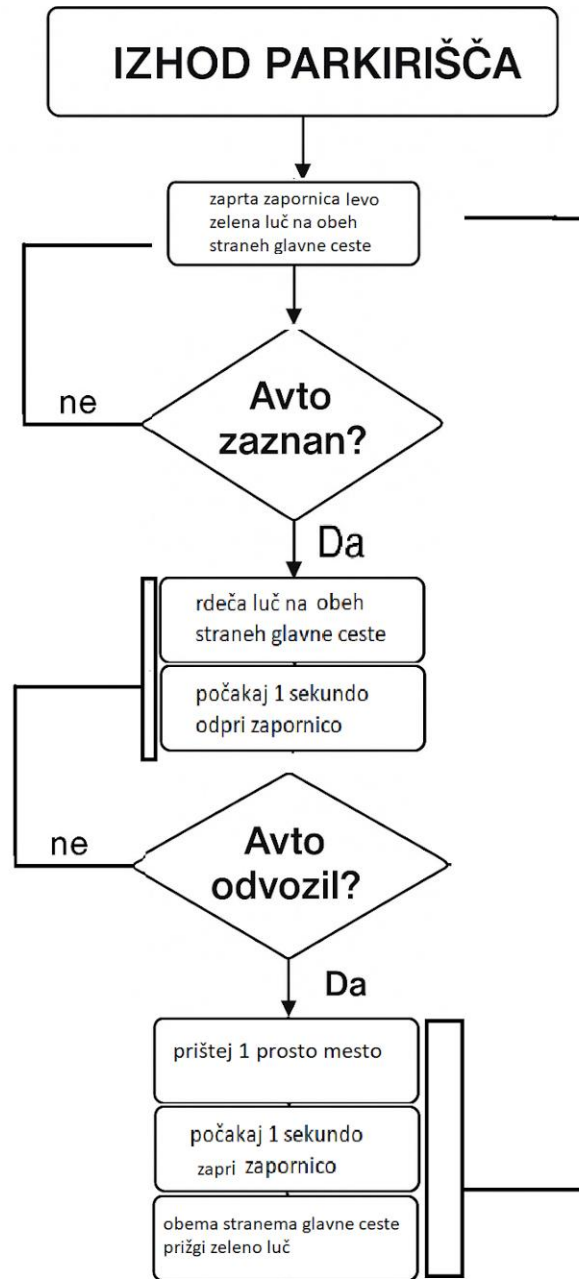 IZHOD PARKIRIŠČA
zaprta zapornica levo
zelena luč na obeh
straneh glavne ceste
ne
Avto
zaznan?
Da
rdeča luč na obeh
straneh glavne ceste
počakaj 1 sekundo
odpri zapornico
ne
Avto
odvozil?
Da
prištej 1 prosto mesto
počakaj 1 sekundo
zapri zapornico
obema stranema glavne ceste
prižgi zeleno luč